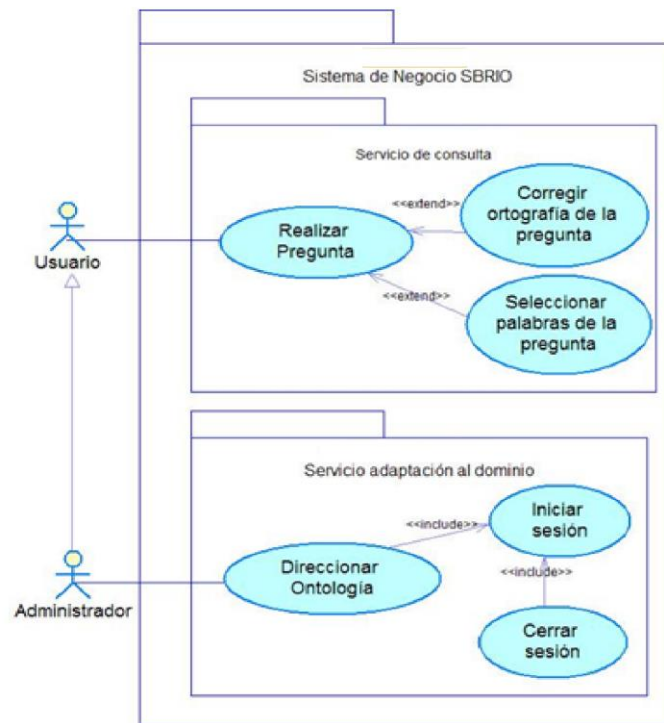 Sistema de Negocio SBRIO
Servicio de consulta
Usuario
Realizar
Pregunta
<<extend>>
Corregir
ortografía de la
pregunta
<<extend>>
Seleccionar
palabras de la
pregunta
Servicio adaptación al dominio
Administrador
Direccionar
Ontología
<<include>>
Iniciar
sesión
<<include>>
Cerrar
sesión